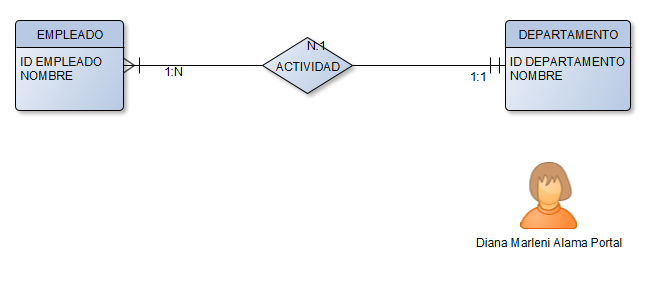 EMPLEADO
ID EMPLEADO
NOMBRE
1:N
N:1
ACTIVIDAD
1:1
DEPARTAMENTO
ID DEPARTAMENTO
NOMBRE
Diana Marleni Alama Portal